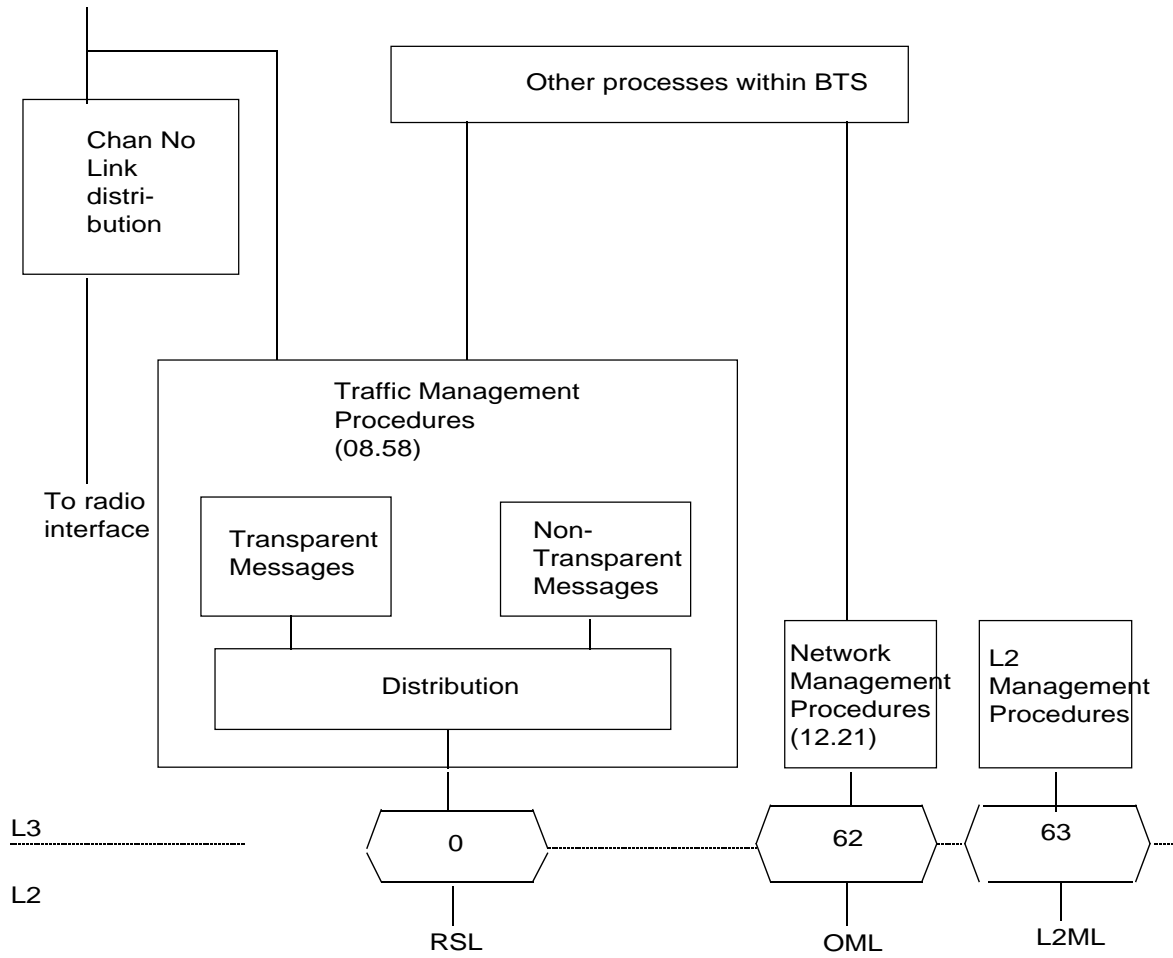 Other processes within BTS
Chan No
Link
distri-
bution
Traffic Management
Procedures
(08.58)
To radio
interface
Transparent
Messages
Non-
Transparent
Messages
Distribution
Network
Management
Procedures
(12.21)
L2
Management
Procedures
L3
0
62
63
L2
RSL
OML
L2ML